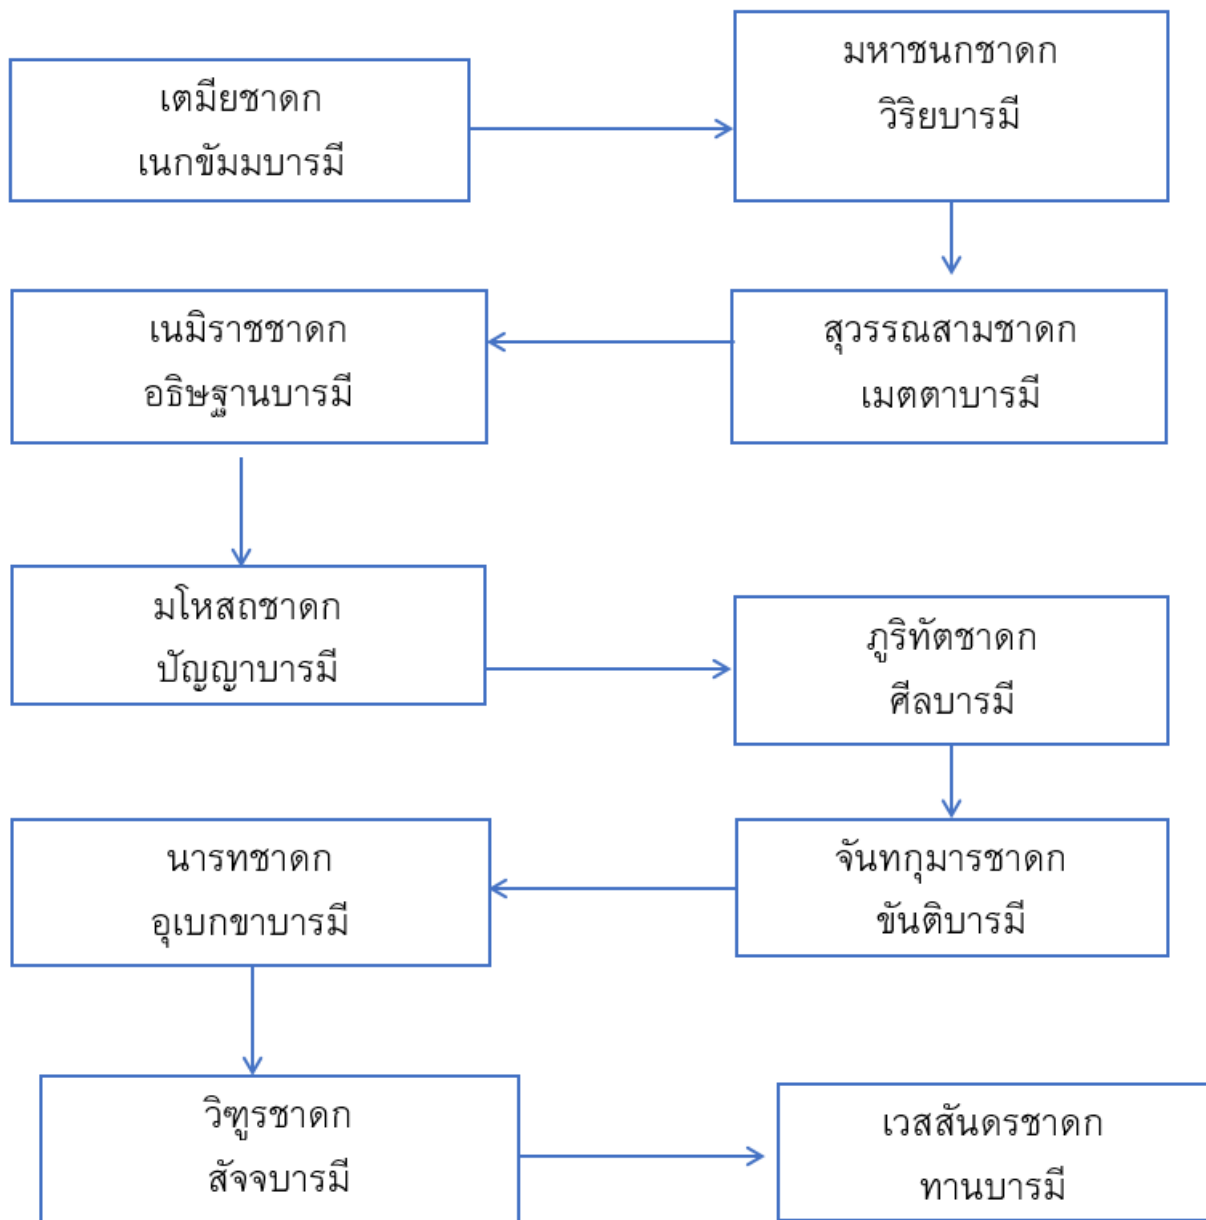 เตมียชาดก
เนกขัมมบารมี
มหาชนกชาดก
วิริยบารมี
สุวรรณสามชาดก
เมตตาบารมี
เนมิราชชาดก
อธิษฐานบารมี
มโหสถชาดก
ปัญญาบารมี
ภูริทัตชาดก
ศีลบารมี
จันทกุมารชาดก
ขันติบารมี
นารทชาดก
อุเบกขาบารมี
วิฑูรชาดก
สัจจบารมี
เวสสันดรชาดก
ทานบารมี